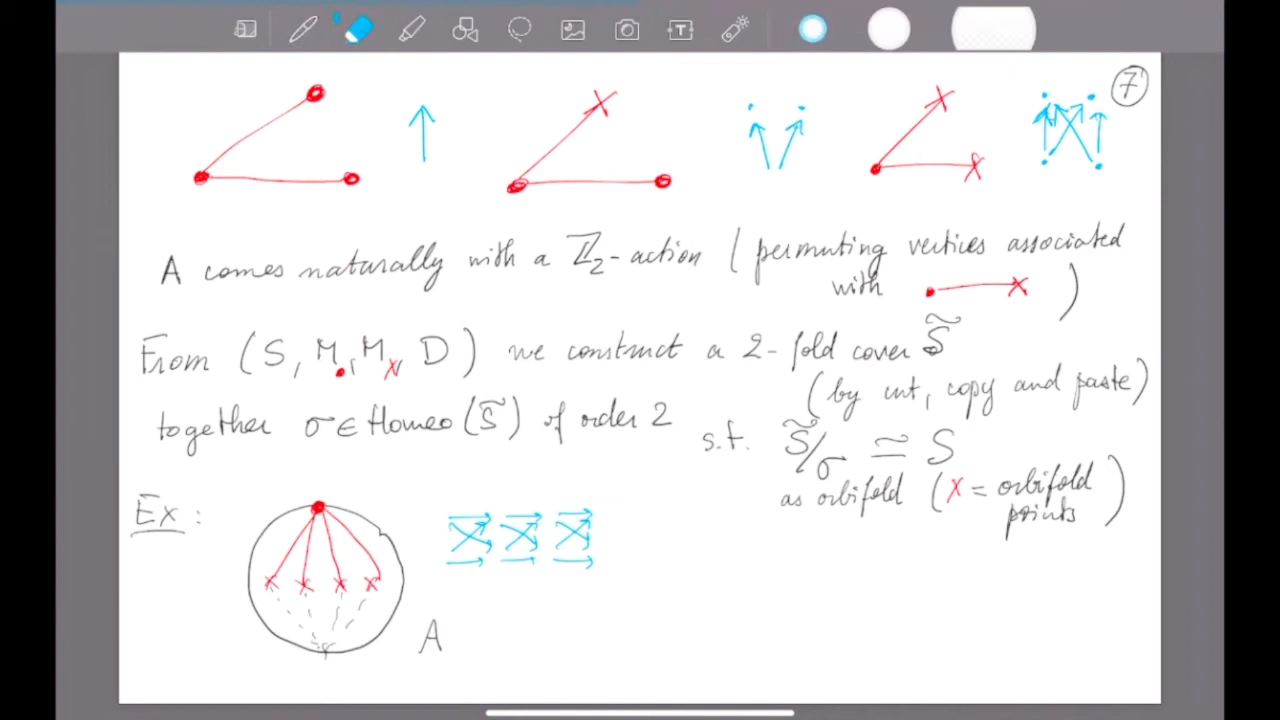 7
A comes naturally with a ℤ₂-action (permuting vertices associated
with •—x )
From (S, M•, Mx, D) we construct a 2-fold cover S̃
(by cut, copy and paste)
together σ ∈ Homeo (S̃) of order 2 s.t. S̃/σ ≃ S
as orbifold (x = orbifold
points)
Ex :
A